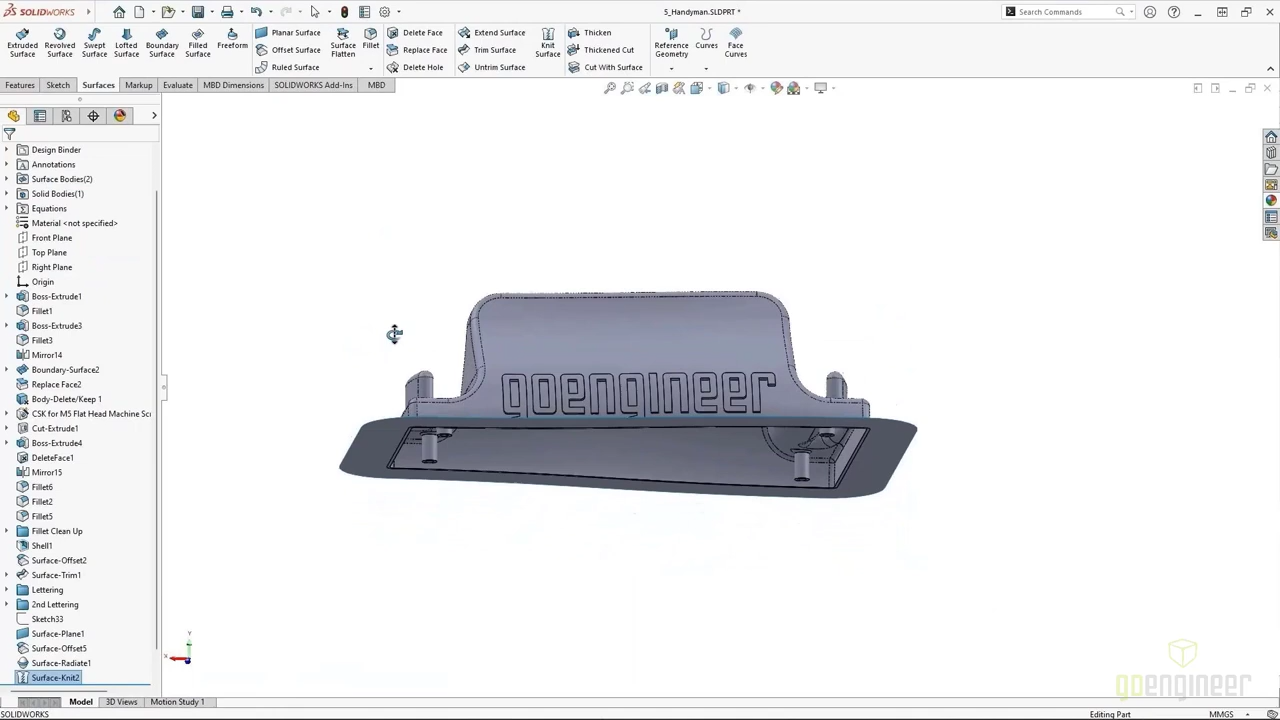 SOLIDWORKS
5_Handyman.SLDPRT *
Search Commands
Extruded Surface
Revolved Surface
Swept Surface
Lofted Surface
Boundary Surface
Filled Surface
Freeform
Planar Surface
Offset Surface
Ruled Surface
Surface Flatten
Fillet
Delete Face
Replace Face
Delete Hole
Extend Surface
Trim Surface
Untrim Surface
Knit Surface
Thicken
Thickened Cut
Cut With Surface
Reference Geometry
Curves
Face Curves
Features
Sketch
Surfaces
Markup
Evaluate
MBD Dimensions
SOLIDWORKS Add-Ins
MBD
Design Binder
Annotations
Surface Bodies(2)
Solid Bodies(1)
Equations
Material <not specified>
Front Plane
Top Plane
Right Plane
Origin
Boss-Extrude1
Fillet1
Boss-Extrude3
Fillet3
Mirror14
Boundary-Surface2
Replace Face2
Body-Delete/Keep 1
CSK for M5 Flat Head Machine Scr
Cut-Extrude1
Boss-Extrude4
DeleteFace1
Mirror15
Fillet6
Fillet2
Fillet5
Fillet Clean Up
Shell1
Surface-Offset2
Surface-Trim1
Lettering
2nd Lettering
Sketch33
Surface-Plane1
Surface-Offset5
Surface-Radiate1
Surface-Knit2
goengineer
Y
X
goengineer
Model
3D Views
Motion Study 1
SOLIDWORKS
Editing Part
MMGS